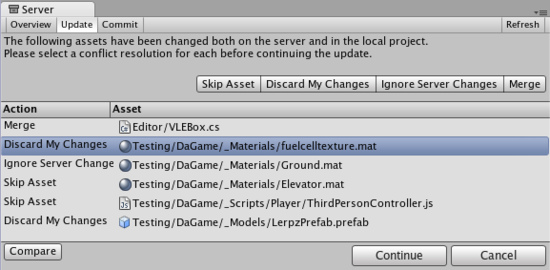 Server
Overview Update Commit Refresh
The following assets have been changed both on the server and in the local project.
Please select a conflict resolution for each before continuing the update.
Skip Asset Discard My Changes Ignore Server Changes Merge
Action Asset
Merge Editor/VLEBox.cs
Discard My Changes Testing/DaGame/_Materials/fuelcelltexture.mat
Ignore Server Change Testing/DaGame/_Materials/Ground.mat
Skip Asset Testing/DaGame/_Materials/Elevator.mat
Skip Asset Testing/DaGame/_Scripts/Player/ThirdPersonController.js
Discard My Changes Testing/DaGame/_Models/LerpzPrefab.prefab
Compare Continue Cancel